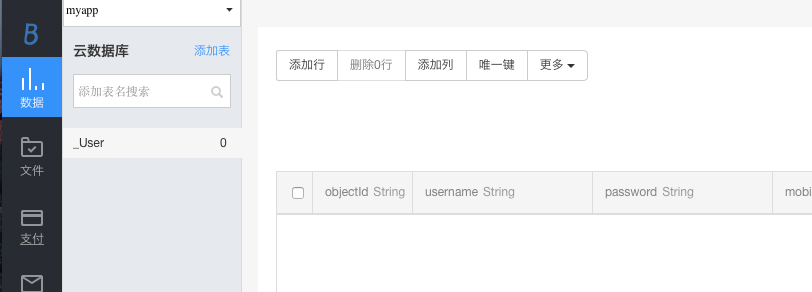 myapp
B
云数据库 添加表
添加表名搜索
_User 0
数据
文件
支付
添加行 删除0行 添加列 唯一键 更多
objectId String username String password String mobi